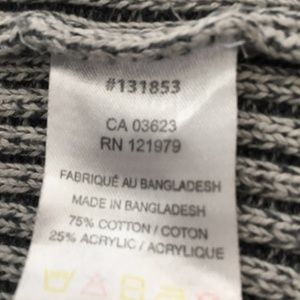 #131853
CA 03623
RN 121979
FABRIQUÉ AU BANGLADESH
MADE IN BANGLADESH
75% COTTON / COTON
25% ACRYLIC / ACRYLIQUE